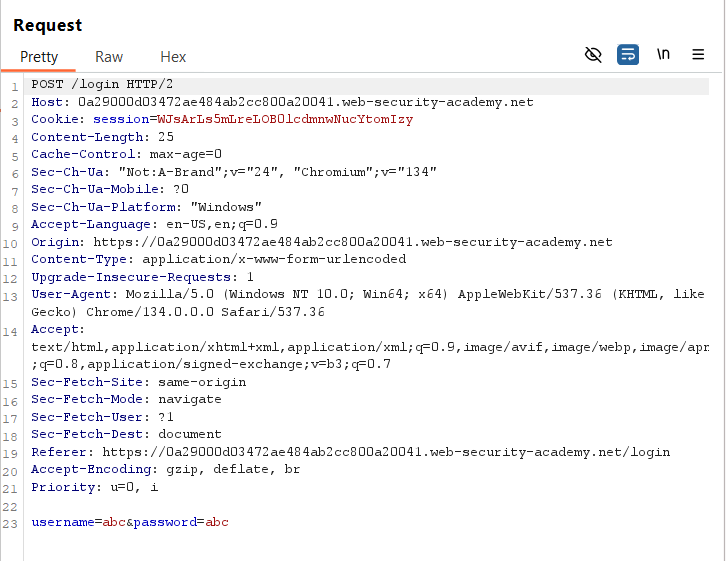 Request
Pretty Raw Hex \n
1 POST /login HTTP/2
2 Host: 0a29000d03472ae484ab2cc800a20041.web-security-academy.net
3 Cookie: session=WJsArLs5mLreLOB0lcdmnwNucYtomIzy
4 Content-Length: 25
5 Cache-Control: max-age=0
6 Sec-Ch-Ua: "Not:A-Brand";v="24", "Chromium";v="134"
7 Sec-Ch-Ua-Mobile: ?0
8 Sec-Ch-Ua-Platform: "Windows"
9 Accept-Language: en-US,en;q=0.9
10 Origin: https://0a29000d03472ae484ab2cc800a20041.web-security-academy.net
11 Content-Type: application/x-www-form-urlencoded
12 Upgrade-Insecure-Requests: 1
13 User-Agent: Mozilla/5.0 (Windows NT 10.0; Win64; x64) AppleWebKit/537.36 (KHTML, like
Gecko) Chrome/134.0.0.0 Safari/537.36
14 Accept:
text/html,application/xhtml+xml,application/xml;q=0.9,image/avif,image/webp,image/apn
;q=0.8,application/signed-exchange;v=b3;q=0.7
15 Sec-Fetch-Site: same-origin
16 Sec-Fetch-Mode: navigate
17 Sec-Fetch-User: ?1
18 Sec-Fetch-Dest: document
19 Referer: https://0a29000d03472ae484ab2cc800a20041.web-security-academy.net/login
20 Accept-Encoding: gzip, deflate, br
21 Priority: u=0, i
22
23 username=abc&password=abc